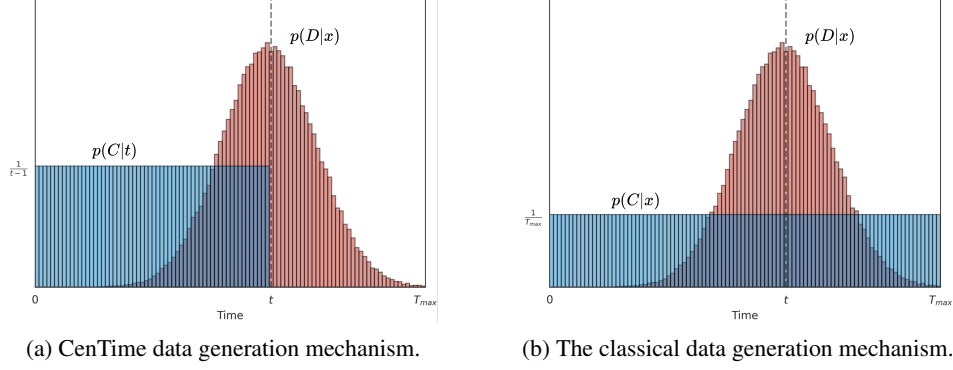 p(D|x)
p(C|t)
1/(t−1)
0
t
T_max
Time
(a) CenTime data generation mechanism.
p(D|x)
p(C|x)
1/T_max
0
t
T_max
Time
(b) The classical data generation mechanism.